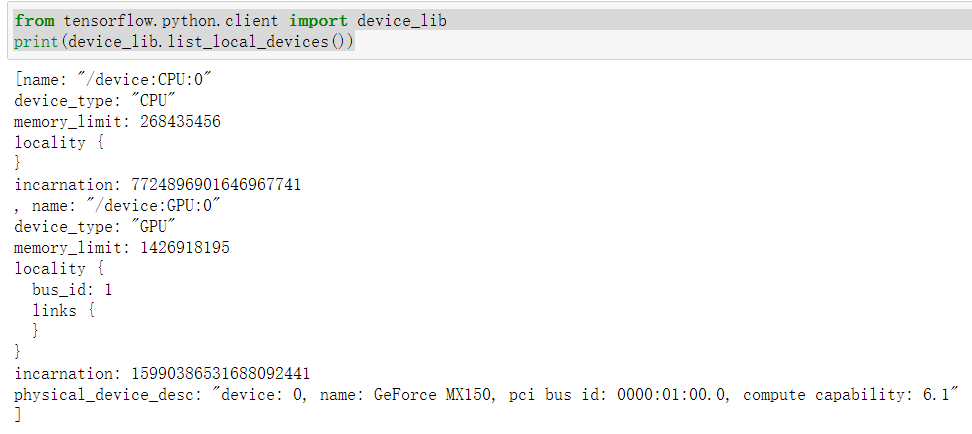 from tensorflow.python.client import device_lib
print(device_lib.list_local_devices())
[name: "/device:CPU:0"
device_type: "CPU"
memory_limit: 268435456
locality {
}
incarnation: 7724896901646967741
, name: "/device:GPU:0"
device_type: "GPU"
memory_limit: 1426918195
locality {
  bus_id: 1
  links {
  }
}
incarnation: 15990386531688092441
physical_device_desc: "device: 0, name: GeForce MX150, pci bus id: 0000:01:00.0, compute capability: 6.1"
]